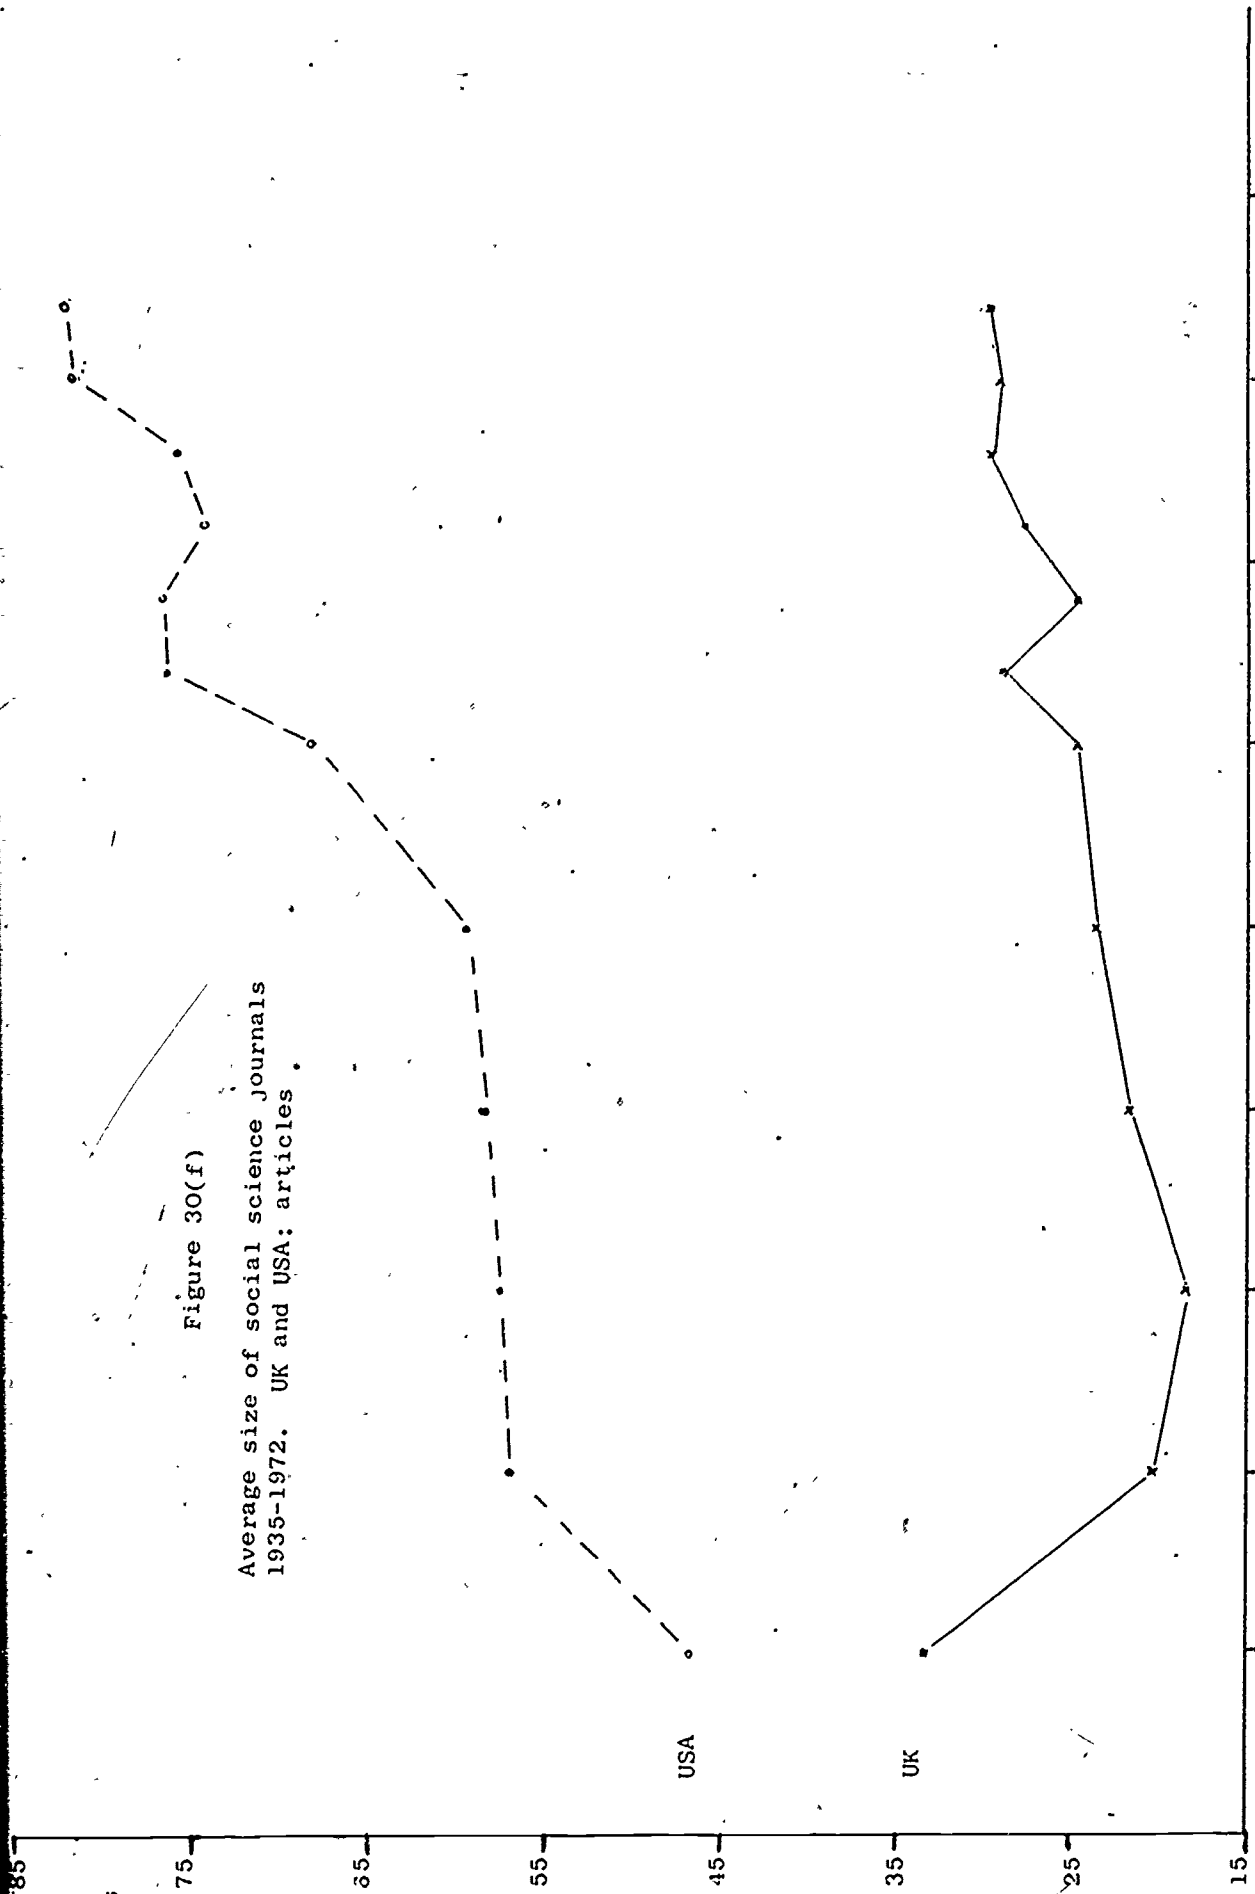 Figure 30(f)
Average size of social science journals
1935-1972. UK and USA: articles
85
75
65
55
45
35
25
15
USA
UK